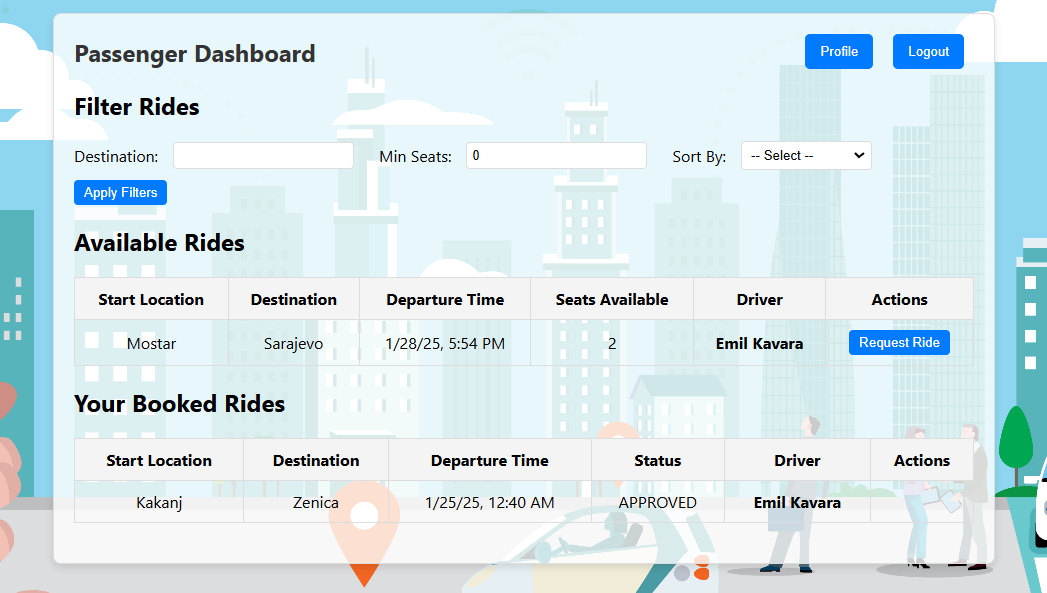 Passenger Dashboard Profile Logout
Filter Rides
Destination: Min Seats: 0 Sort By: -- Select --
Apply Filters
Available Rides
Start Location Destination Departure Time Seats Available Driver Actions
Mostar Sarajevo 1/28/25, 5:54 PM 2 Emil Kavara Request Ride
Your Booked Rides
Start Location Destination Departure Time Status Driver Actions
Kakanj Zenica 1/25/25, 12:40 AM APPROVED Emil Kavara